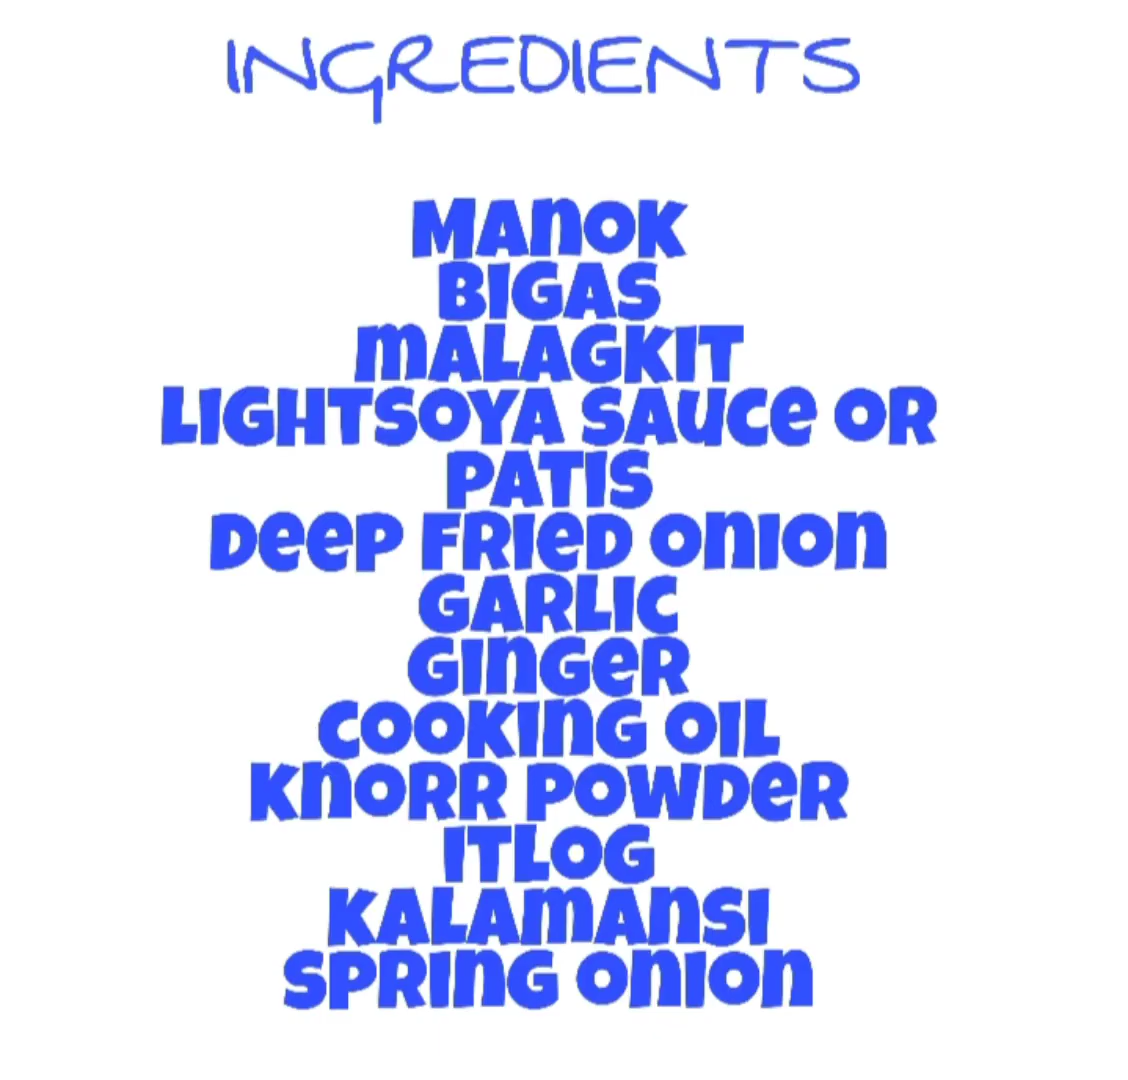 INGREDIENTS
MANOK
BIGAS
MALAGKIT
LIGHTSOYA SAUCE OR
PATIS
DEEP FRIED ONION
GARLIC
GINGER
COOKING OIL
KNORR POWDER
ITLOG
KALAMANSI
SPRING ONION